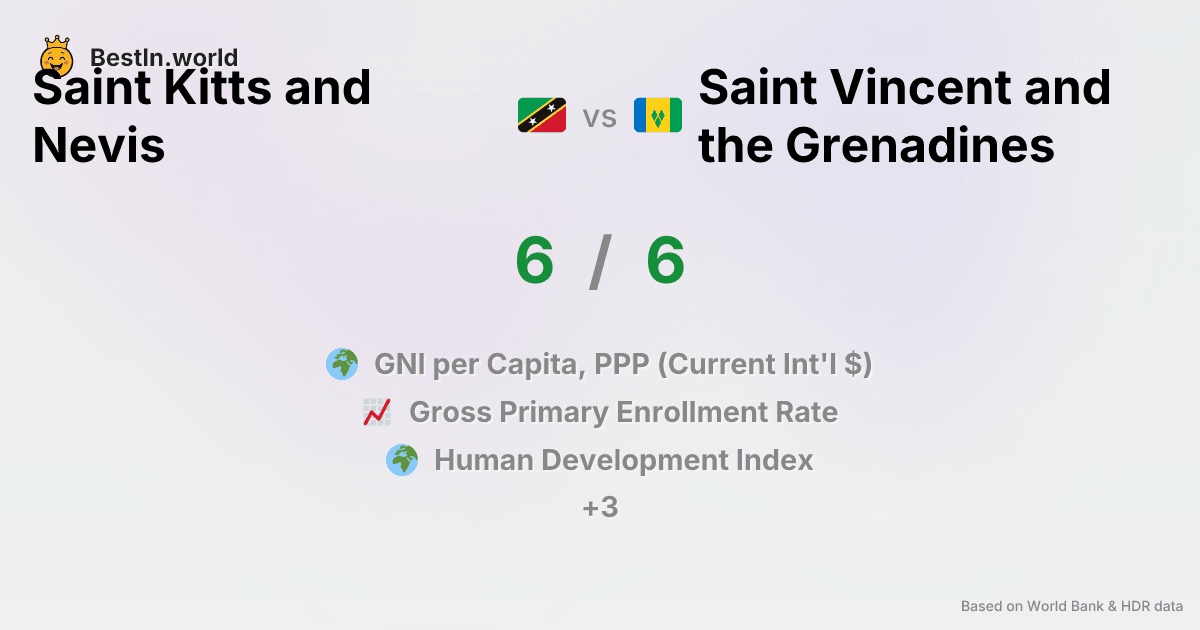 BestIn.world
Saint Kitts and
Nevis
vs
Saint Vincent and
the Grenadines
6 / 6
GNI per Capita, PPP (Current Int'l $)
Gross Primary Enrollment Rate
Human Development Index
+3
Based on World Bank & HDR data